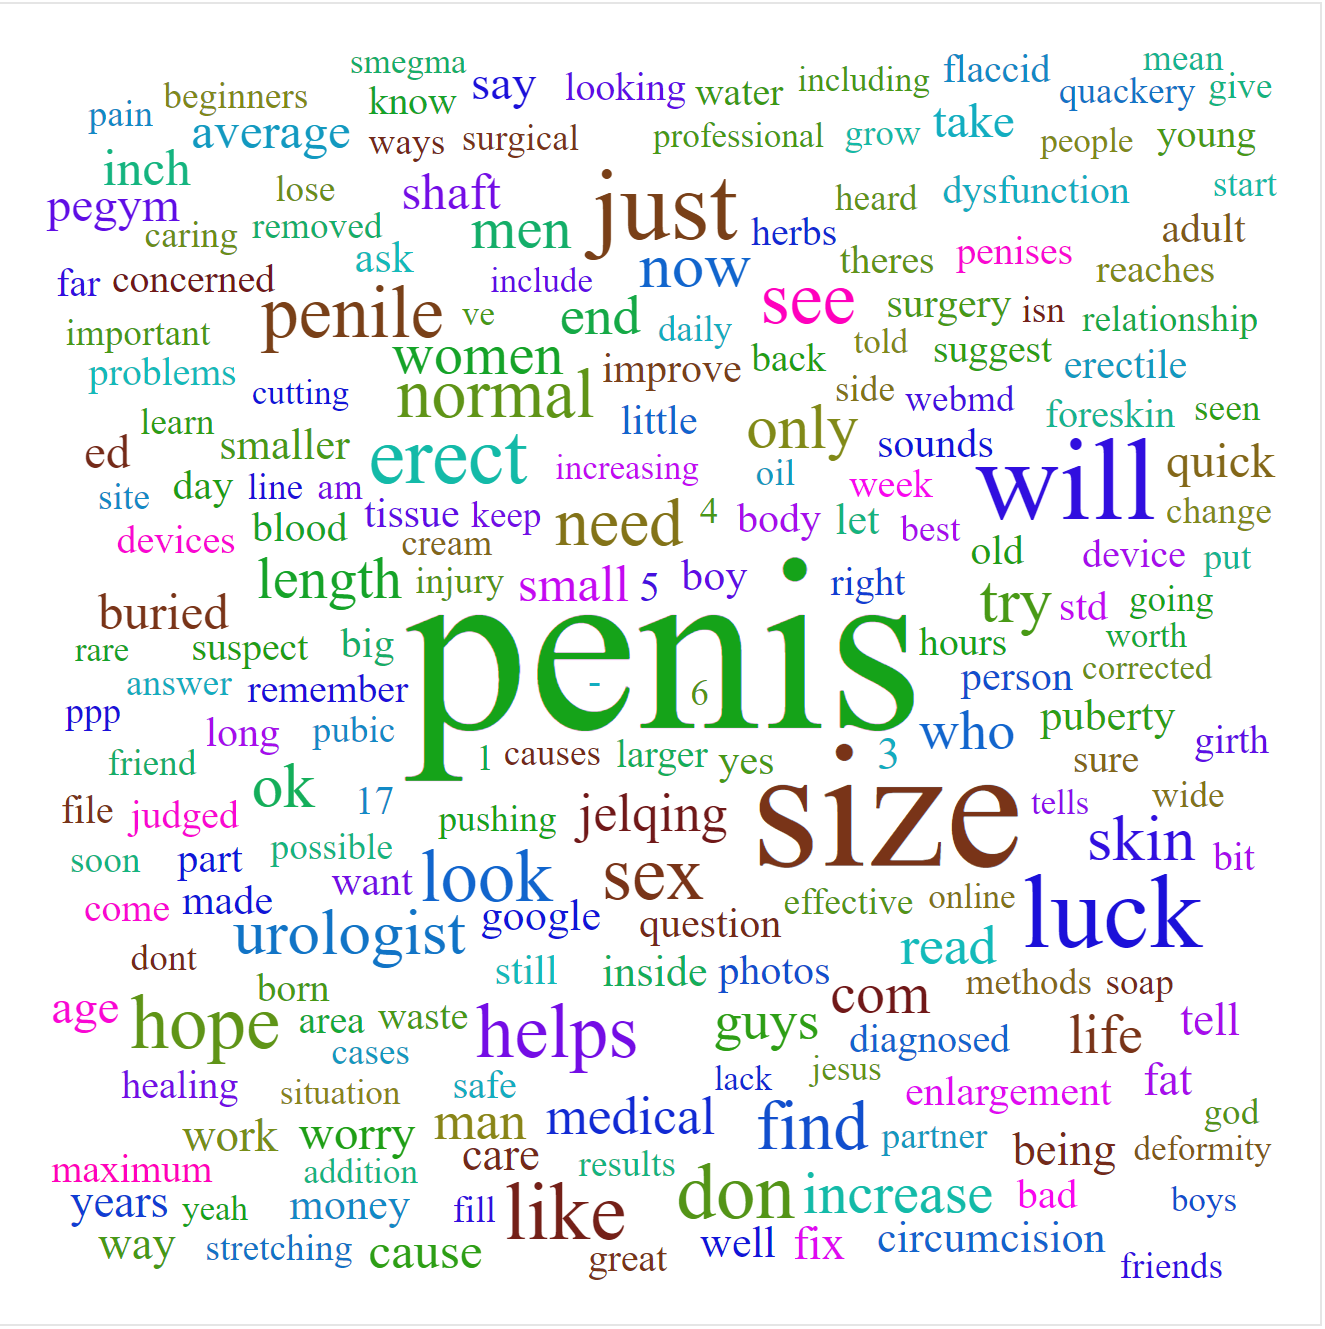 smegma
say
looking
water
including
flaccid
mean
pain
beginners
know
quackery
give
average
ways
surgical
professional
grow
take
people
young
inch
lose
shaft
just
heard
dysfunction
start
pegym
caring
removed
men
herbs
adult
far
concerned
ask
include
now
theres
penises
reaches
important
penile
ve
end
daily
see
surgery
isn
relationship
problems
women
improve
back
told
suggest
erectile
cutting
normal
little
side
webmd
foreskin
seen
learn
smaller
erect
increasing
only
sounds
will
quick
ed
day
line
am
oil
week
change
site
devices
blood
tissue
keep
need
4
body
let
best
cream
old
device
put
length
injury
small
5
boy
right
try
std
going
buried
rare
suspect
big
penis
hours
worth
answer
remember
-
6
person
corrected
ppp
long
pubic
who
puberty
girth
friend
ok
1
causes
larger
yes
3
sure
file
judged
17
pushing
jelqing
size
tells
wide
soon
part
possible
skin
bit
want
look
sex
come
made
effective
online
luck
urologist
google
question
read
dont
still
inside
photos
methods
soap
born
age
hope
area
waste
helps
guys
com
life
tell
cases
diagnosed
healing
situation
safe
lack
jesus
enlargement
fat
god
work
worry
man
medical
find
partner
being
deformity
maximum
addition
care
results
years
yeah
money
fill
like
don
increase
bad
boys
way
stretching
cause
great
well
fix
circumcision
friends